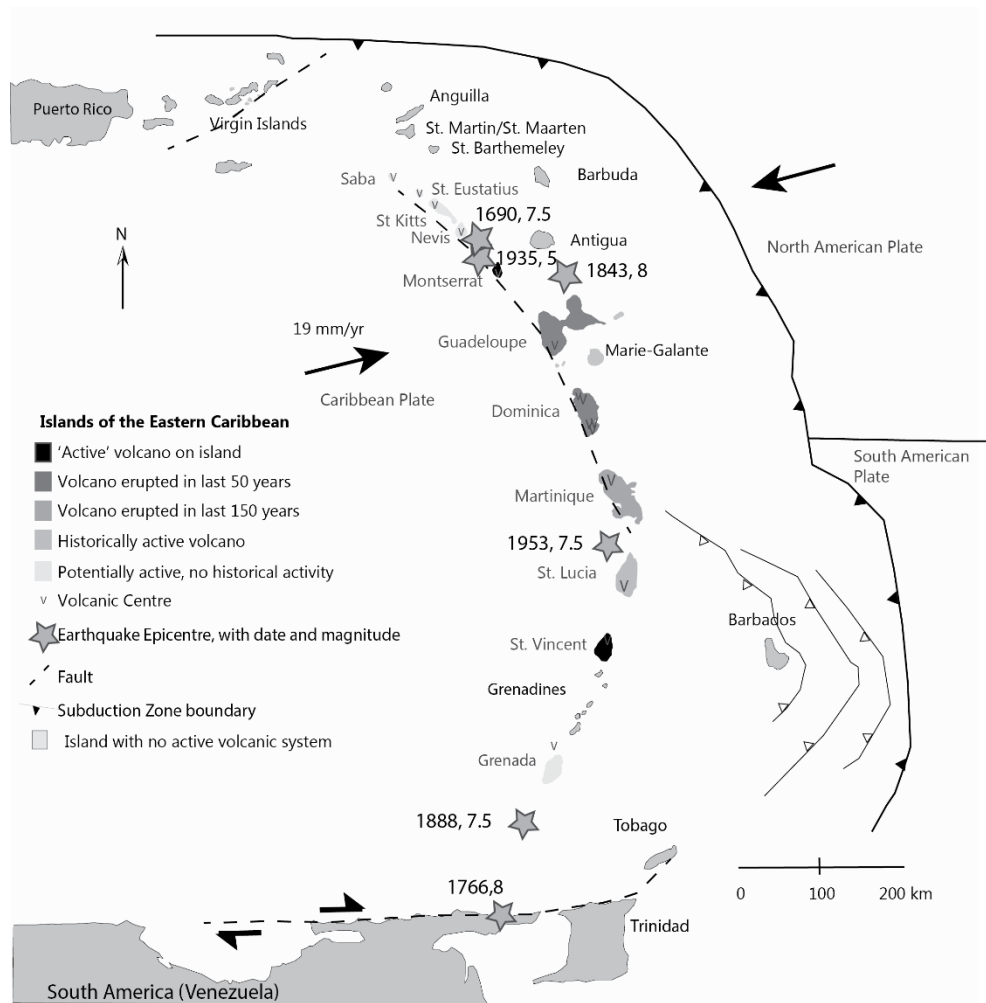 Puerto Rico
Virgin Islands
Anguilla
St. Martin/St. Maarten
St. Barthemeley
Saba
St. Eustatius
Barbuda
St Kitts
Nevis
1690, 7.5
Antigua
1935, 5
1843, 8
Montserrat
North American Plate
N
19 mm/yr
Guadeloupe
Marie-Galante
Caribbean Plate
Dominica
Islands of the Eastern Caribbean
'Active' volcano on island
Volcano erupted in last 50 years
Volcano erupted in last 150 years
Historically active volcano
Potentially active, no historical activity
v Volcanic Centre
Earthquake Epicentre, with date and magnitude
Fault
Subduction Zone boundary
Island with no active volcanic system
South American
Plate
Martinique
1953, 7.5
St. Lucia
Barbados
St. Vincent
Grenadines
Grenada
1888, 7.5
Tobago
1766,8
0 100 200 km
Trinidad
South America (Venezuela)